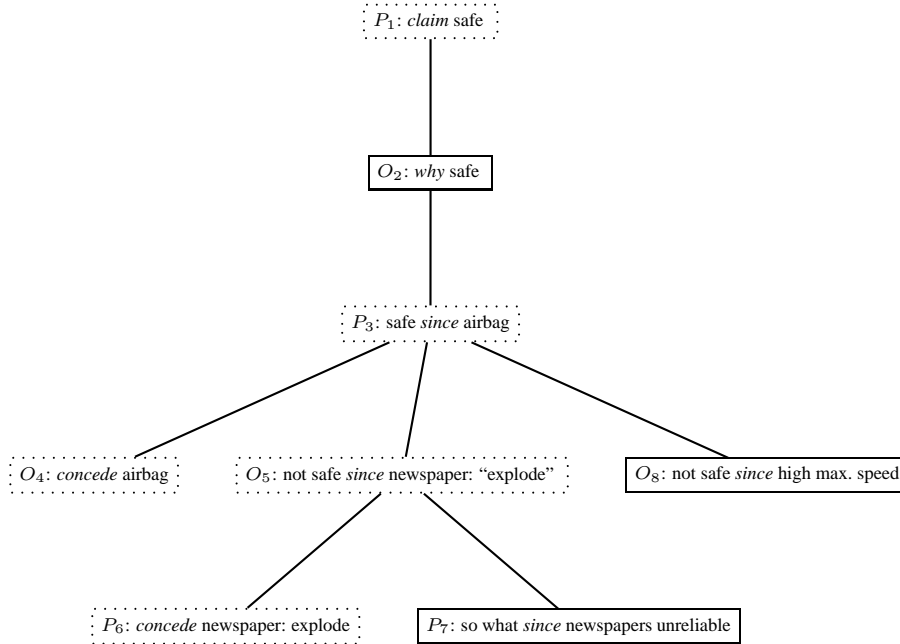 P₁: claim safe
O₂: why safe
P₃: safe since airbag
O₄: concede airbag
O₅: not safe since newspaper: “explode”
O₈: not safe since high max. speed
P₆: concede newspaper: explode
P₇: so what since newspapers unreliable